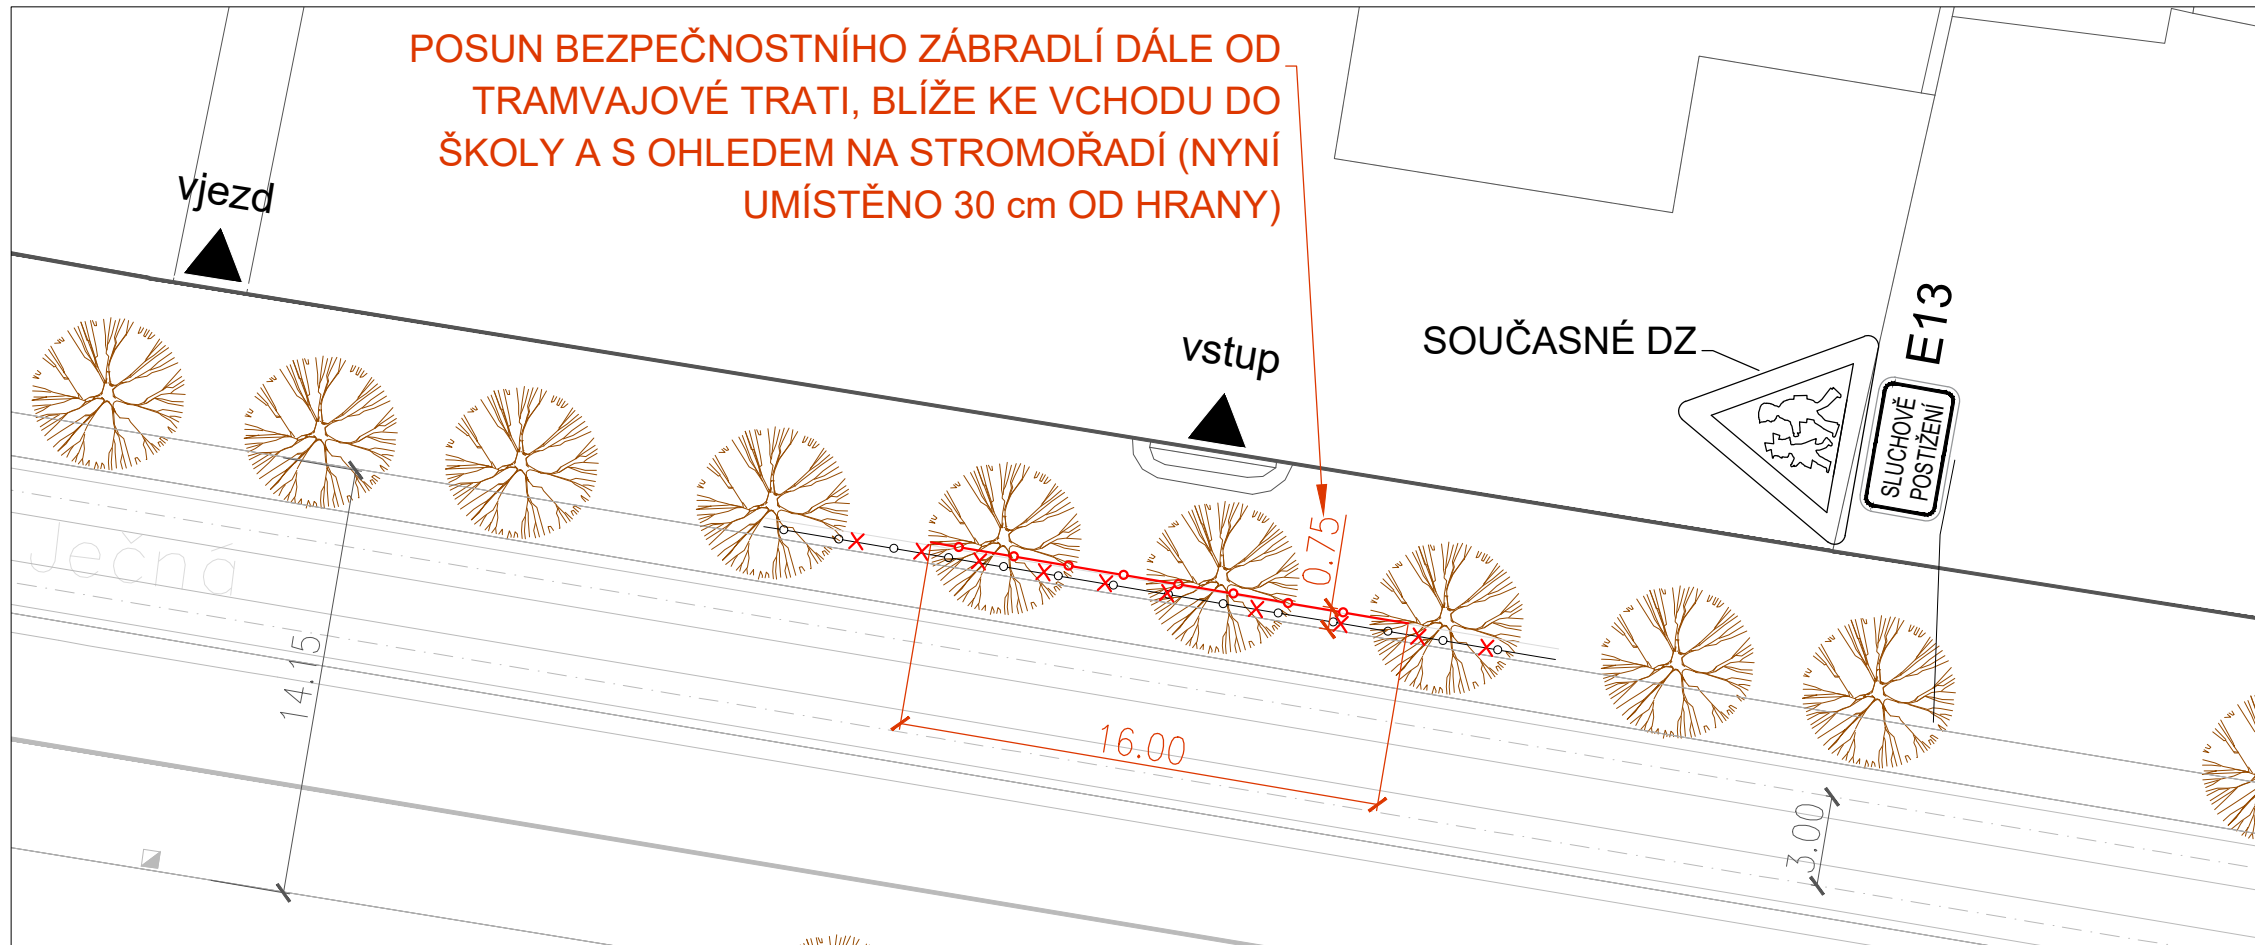 POSUN BEZPEČNOSTNÍHO ZÁBRADLÍ DÁLE OD
TRAMVAJOVÉ TRATI, BLÍŽE KE VCHODU DO
ŠKOLY A S OHLEDEM NA STROMOŘADÍ (NYNÍ
UMÍSTĚNO 30 cm OD HRANY)
vjezd
vstup
SOUČASNÉ DZ
E13
SLUCHOVĚ
POSTIŽENÍ
Ječná
0.75
14.15
16.00
3.00